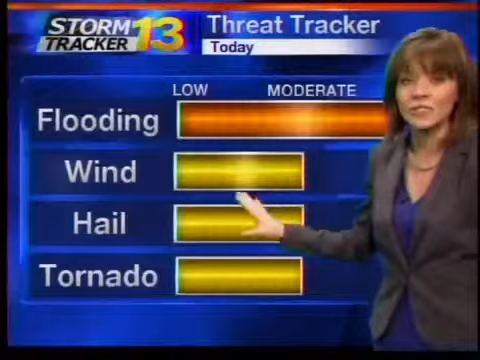 STORM
TRACKER 13
Threat Tracker
Today
LOW MODERATE
Flooding
Wind
Hail
Tornado